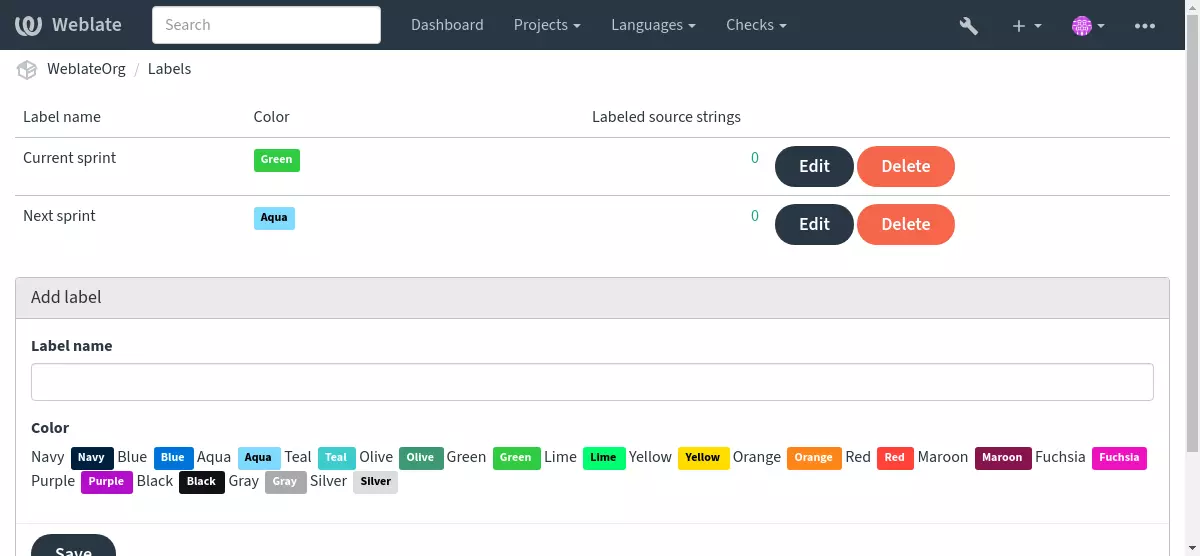 Weblate Search Dashboard Projects Languages Checks
WeblateOrg / Labels
Label name Color Labeled source strings
Current sprint Green 0 Edit Delete
Next sprint Aqua 0 Edit Delete
Add label
Label name
Color
Navy Navy Blue Blue Aqua Aqua Teal Teal Olive Olive Green Green Lime Lime Yellow Yellow Orange Orange Red Red Maroon Maroon Fuchsia Fuchsia
Purple Purple Black Black Gray Gray Silver Silver
Save